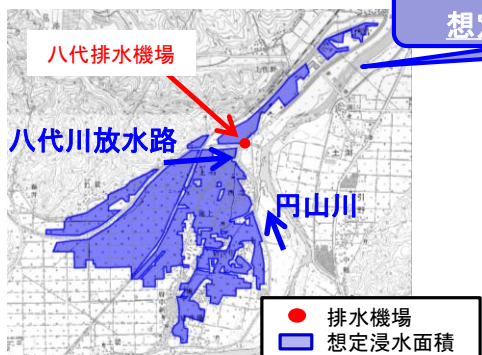 想定
八代排水機場
八代川放水路
円山川
排水機場
想定浸水面積